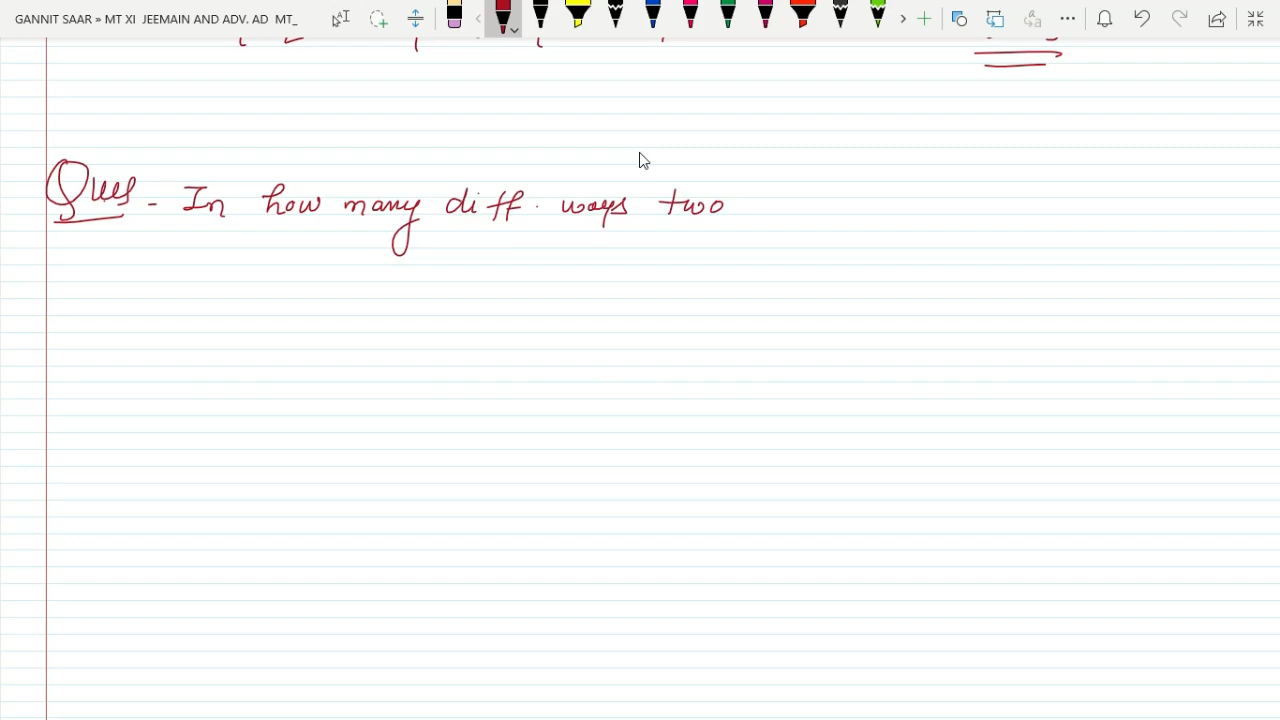 GANNIT SAAR » MT XI JEEMAIN AND ADV. AD MT_
Ques - In how many diff. ways two